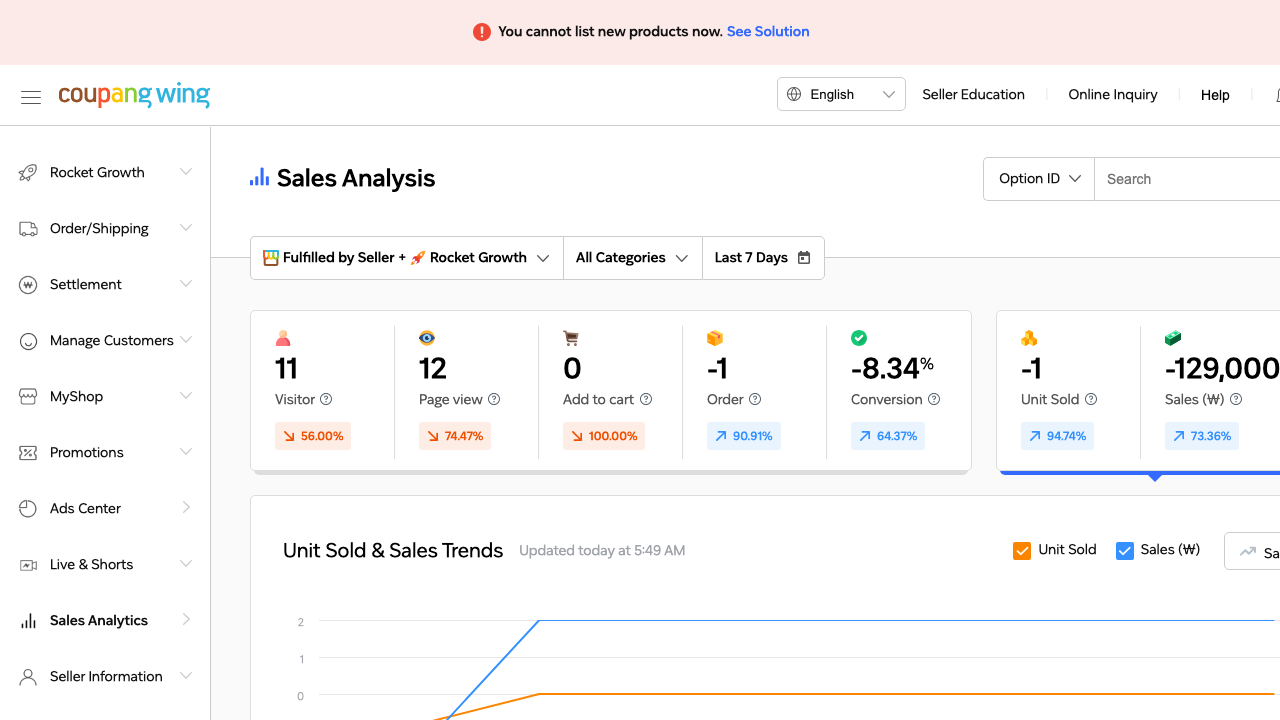 You cannot list new products now. See Solution
coupang wing
English
Seller Education
Online Inquiry
Help
Rocket Growth
Order/Shipping
Settlement
Manage Customers
MyShop
Promotions
Ads Center
Live & Shorts
Sales Analytics
Seller Information
Sales Analysis
Option ID
Search
Fulfilled by Seller + Rocket Growth
All Categories
Last 7 Days
11
Visitor
56.00%
12
Page view
74.47%
0
Add to cart
100.00%
-1
Order
90.91%
-8.34%
Conversion
64.37%
-1
Unit Sold
94.74%
-129,000
Sales (₩)
73.36%
Unit Sold & Sales Trends
Updated today at 5:49 AM
Unit Sold
Sales (₩)
Sa
2
1
0